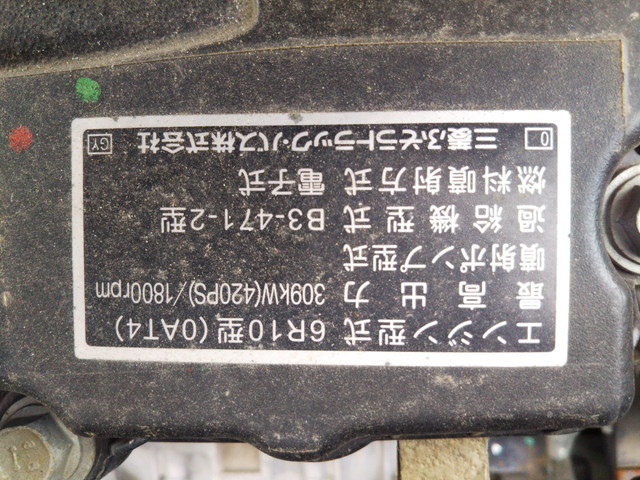 エンジン型式 6R10型(0AT4)
最高出力 309kW(420PS)/1800rpm
噴射ポンプ型式
過給機型式 B3-471-2型
燃料噴射方式 電子式
0 三菱ふそうトラック・バス株式会社 GY